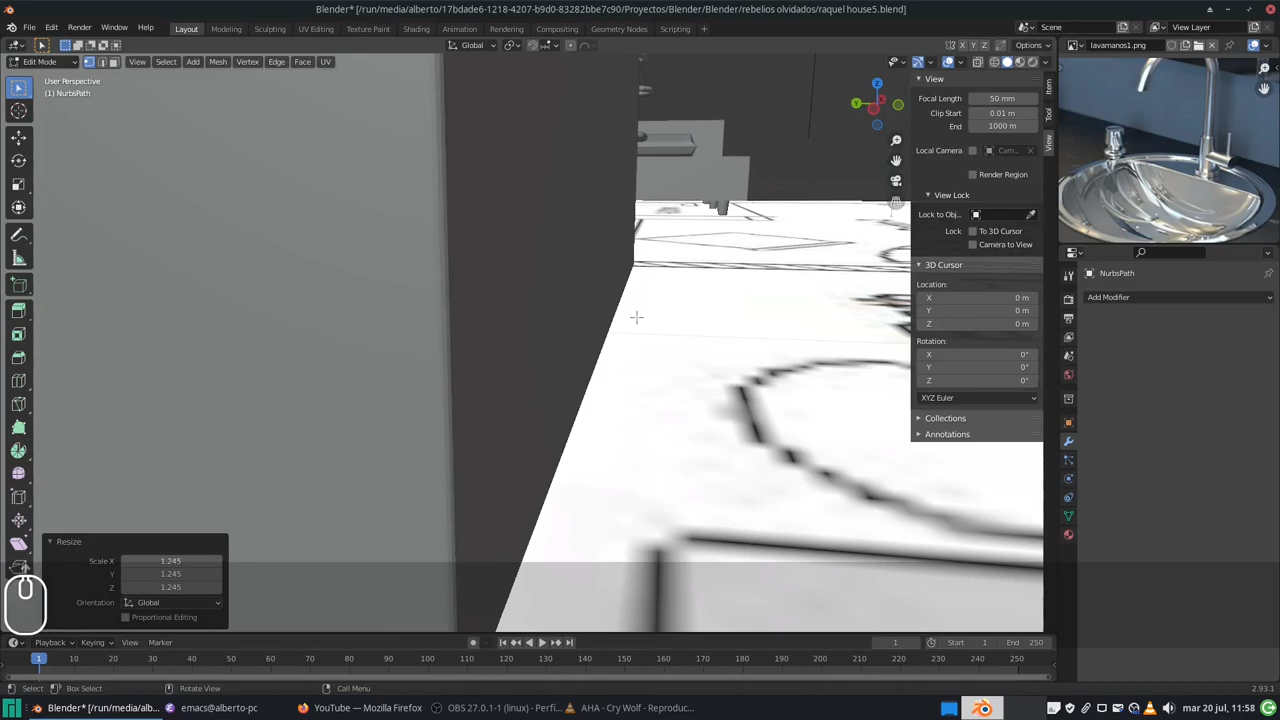 Blender* [/run/media/alberto/17bdade6-1218-4207-b9d0-83282bbe7c90/Proyectos/Blender/Blender/rebelios olvidados/raquel house5.blend]
File Edit Render Window Help Layout Modeling Sculpting UV Editing Texture Paint Shading Animation Rendering Compositing Geometry Nodes Scripting Scene View Layer
Global X Y Z Options lavamanos1.png
Edit Mode View Select Add Mesh Vertex Edge Face UV
User Perspective
(1) NurbsPath
Z
Y
View
Focal Length 50 mm
Clip Start 0.01 m
End 1000 m
Local Camera Cam...
Render Region
View Lock
Lock to Obj...
Lock To 3D Cursor
Camera to View
3D Cursor
Location:
X 0 m
Y 0 m
Z 0 m
Rotation:
X 0°
Y 0°
Z 0°
XYZ Euler
Collections
Annotations
Item
Tool
View
NurbsPath
Add Modifier
Resize
Scale X 1.245
Y 1.245
Z 1.245
Orientation Global
Proportional Editing
Playback Keying View Marker 1 Start 1 End 250
1 10 20 30 40 50 60 70 80 90 100 110 120 130 140 150 160 170 180 190 200 210 220 230 240 250
Select Box Select Rotate View Call Menu 2.93.1
Blender* [/run/media/alb... emacs@alberto-pc YouTube — Mozilla Firefox OBS 27.0.1-1 (linux) - Perfi... AHA - Cry Wolf - Reproduc... mar 20 jul, 11:58